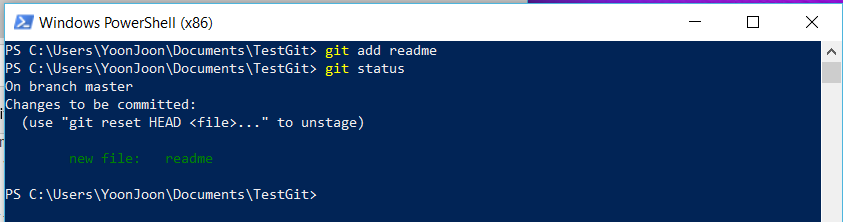 Windows PowerShell (x86)
PS C:\Users\YoonJoon\Documents\TestGit> git add readme
PS C:\Users\YoonJoon\Documents\TestGit> git status
On branch master
Changes to be committed:
  (use "git reset HEAD <file>..." to unstage)
        new file:   readme
PS C:\Users\YoonJoon\Documents\TestGit>